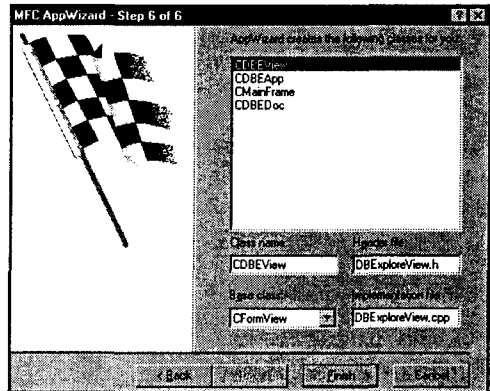 MFC AppWizard - Step 6 of 6
AppWizard creates the following classes for you:
CDBEView
CDBEApp
CMainFrame
CDBEDoc
Class name: Header file:
CDBEView DBExploreView.h
Base class: Implementation file:
CFormView DBExploreView.cpp
< Back Finish Cancel